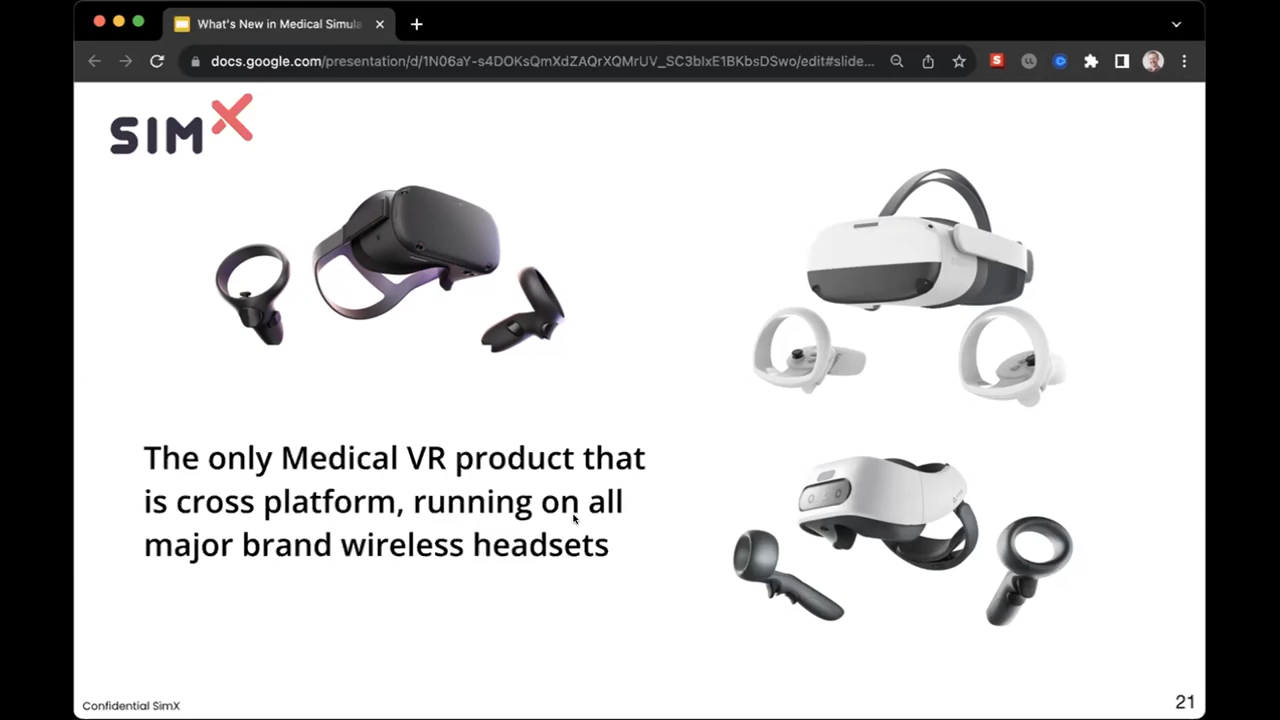 What's New in Medical Simula
docs.google.com/presentation/d/1N06aY-s4DOKsQmXdZAQrXQMrUV_SC3blxE1BKbsDSwo/edit#slide...
SIMX
The only Medical VR product that
is cross platform, running on all
major brand wireless headsets
Confidential SimX
21